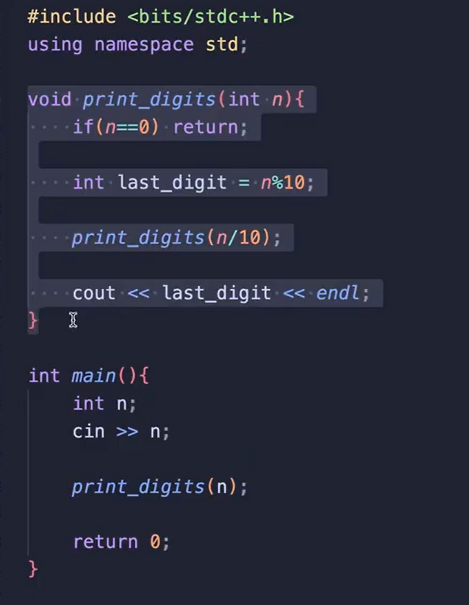 #include <bits/stdc++.h>
using namespace std;

void print_digits(int n){
    if(n==0) return;

    int last_digit = n%10;

    print_digits(n/10);

    cout << last_digit << endl;
}

int main(){
    int n;
    cin >> n;

    print_digits(n);

    return 0;
}